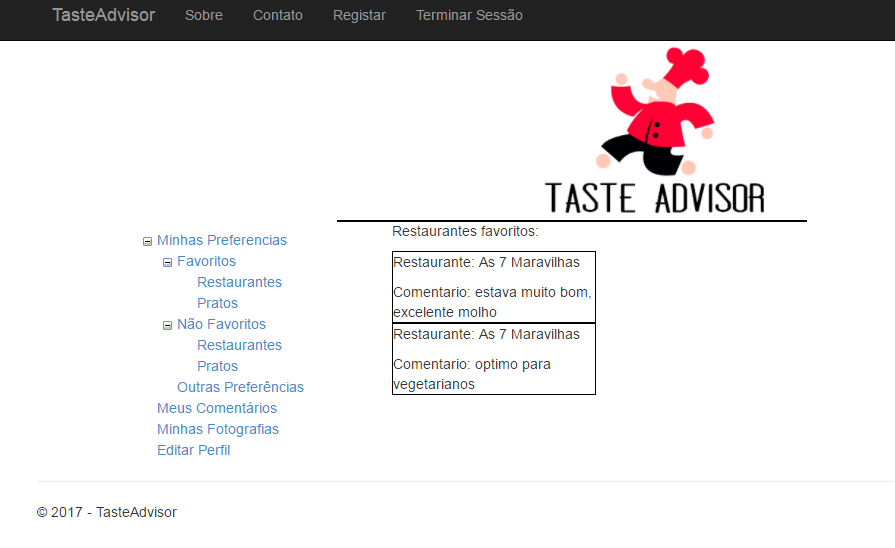 TasteAdvisor Sobre Contato Registar Terminar Sessão
TASTE ADVISOR
Minhas Preferencias
Favoritos
Restaurantes
Pratos
Não Favoritos
Restaurantes
Pratos
Outras Preferências
Meus Comentários
Minhas Fotografias
Editar Perfil
Restaurantes favoritos:
Restaurante: As 7 Maravilhas
Comentario: estava muito bom,
excelente molho
Restaurante: As 7 Maravilhas
Comentario: optimo para
vegetarianos
© 2017 - TasteAdvisor